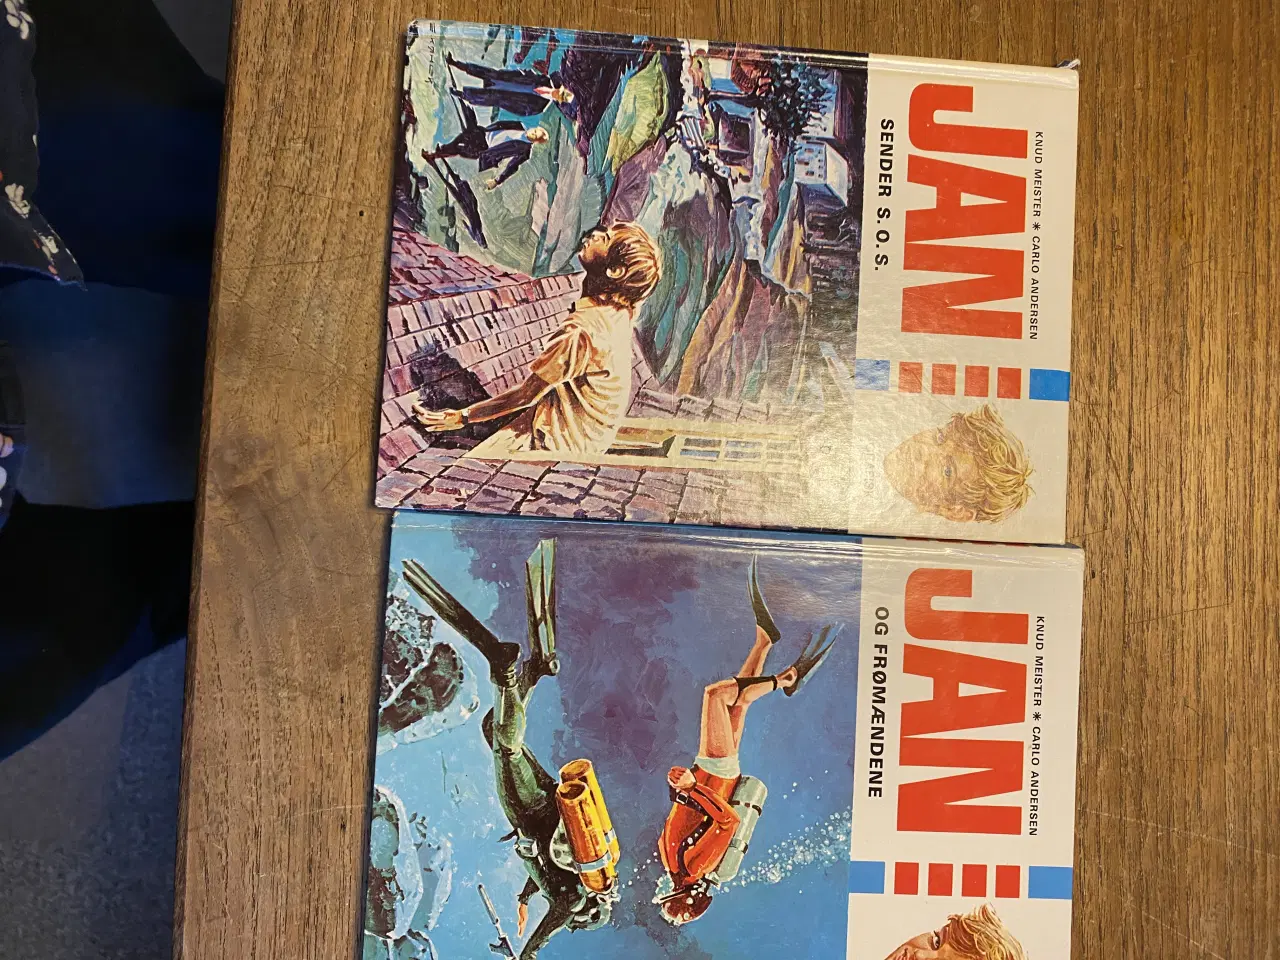 KNUD MEISTER * CARLO ANDERSEN
JAN
SENDER S.O.S.
KNUD MEISTER * CARLO ANDERSEN
JAN
OG FRØMÆNDENE